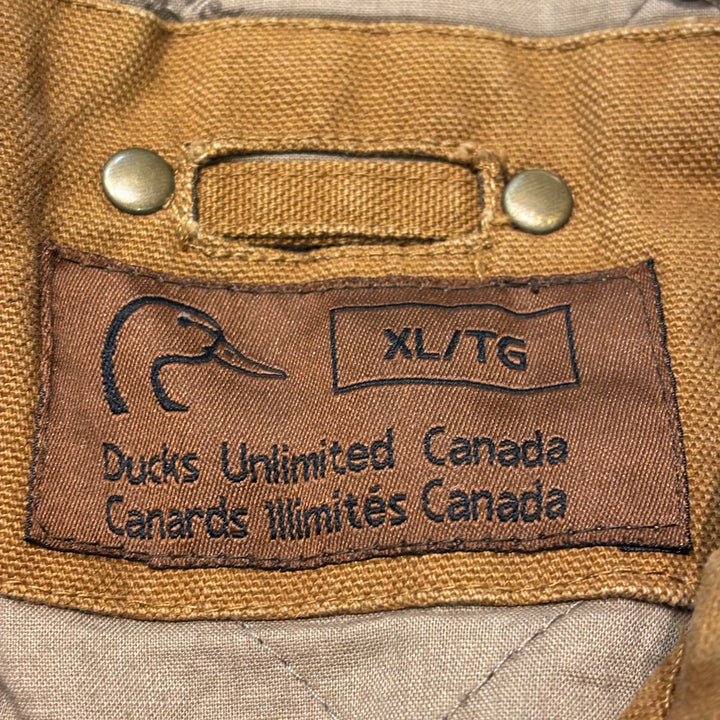 XL/TG
Ducks Unlimited Canada
Canards Illimités Canada